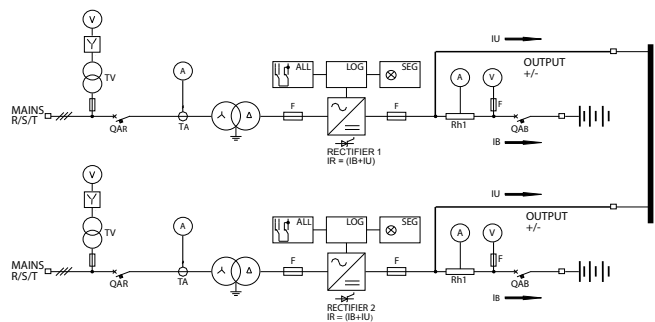 IU
V
OUTPUT
+/-
Y
TV
A
ALL
LOG
SEG
A
V
MAINS
R/S/T
F
F
F
QAR
TA
Δ
Rh1
QAB
RECTIFIER 1
IR = (IB+IU)
IB
IU
V
OUTPUT
+/-
Y
TV
A
ALL
LOG
SEG
A
V
MAINS
R/S/T
F
F
F
QAR
TA
Δ
Rh1
QAB
RECTIFIER 2
IR = (IB+IU)
IB